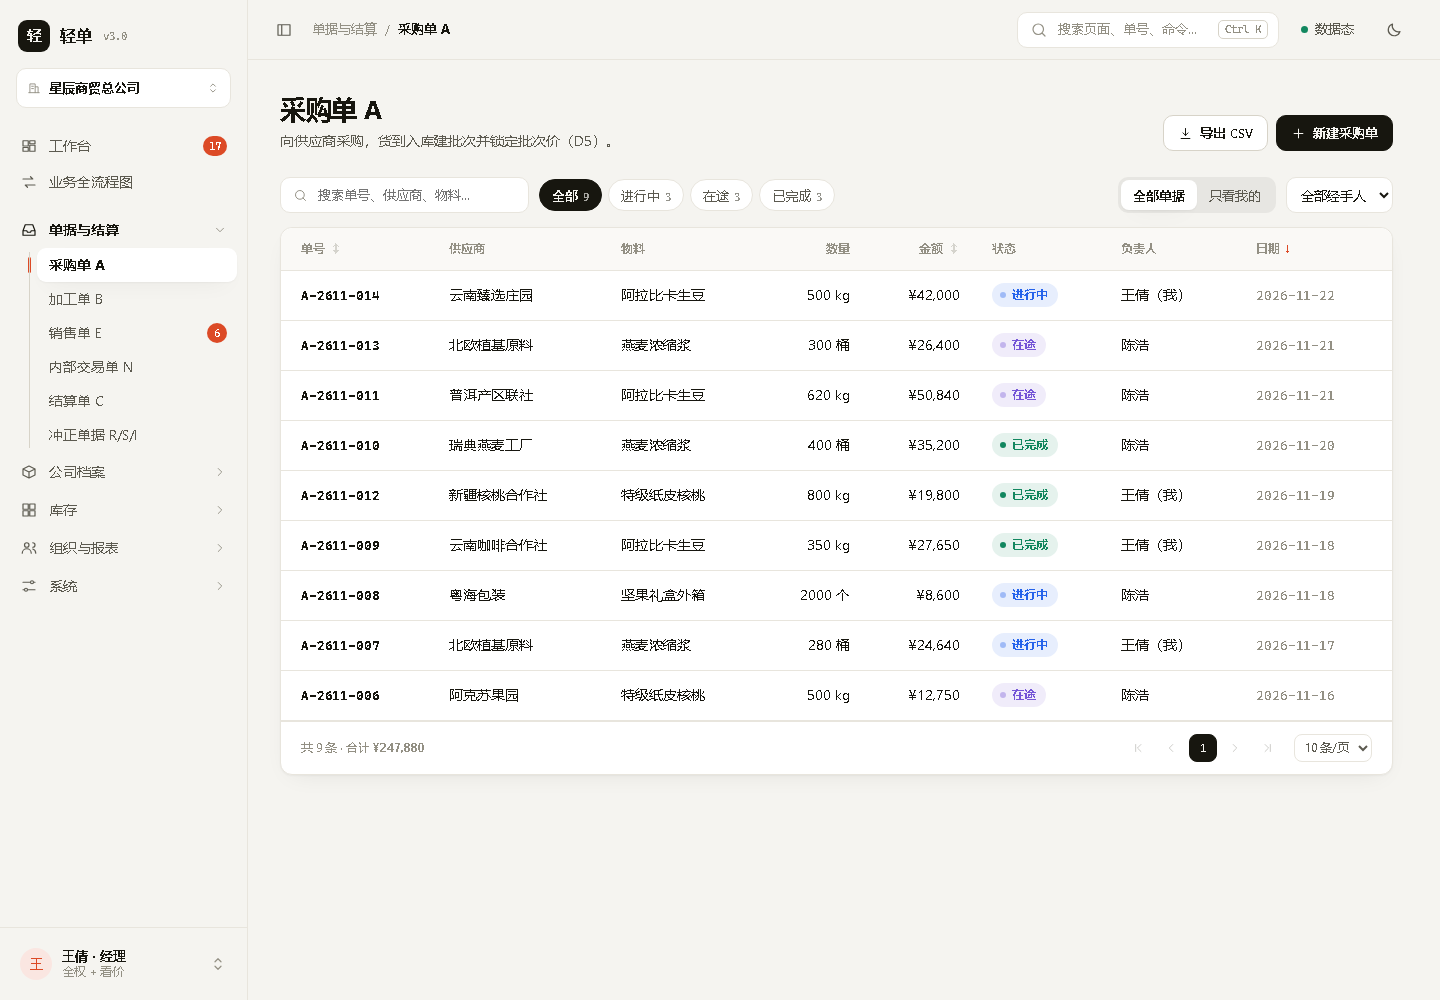 轻 轻单 v3.0
星辰商贸总公司
工作台 17
业务全流程图
单据与结算
采购单 A
加工单 B
销售单 E 6
内部交易单 N
结算单 C
冲正单据 R/S/I
公司档案
库存
组织与报表
系统
王 王倩 · 经理
全权 + 看价
单据与结算 / 采购单 A
搜索页面、单号、命令... Ctrl K
数据态
采购单 A
向供应商采购，货到入库建批次并锁定批次价（D5）。
导出 CSV
新建采购单
搜索单号、供应商、物料...
全部 9 进行中 3 在途 3 已完成 3
全部单据 只看我的 全部经手人
单号 供应商 物料 数量 金额 状态 负责人 日期 ↓
A-2611-014 云南臻选庄园 阿拉比卡生豆 500 kg ¥42,000 进行中 王倩（我） 2026-11-22
A-2611-013 北欧植基原料 燕麦浓缩浆 300 桶 ¥26,400 在途 陈浩 2026-11-21
A-2611-011 普洱产区联社 阿拉比卡生豆 620 kg ¥50,840 在途 陈浩 2026-11-21
A-2611-010 瑞典燕麦工厂 燕麦浓缩浆 400 桶 ¥35,200 已完成 陈浩 2026-11-20
A-2611-012 新疆核桃合作社 特级纸皮核桃 800 kg ¥19,800 已完成 王倩（我） 2026-11-19
A-2611-009 云南咖啡合作社 阿拉比卡生豆 350 kg ¥27,650 已完成 王倩（我） 2026-11-18
A-2611-008 粤海包装 坚果礼盒外箱 2000 个 ¥8,600 进行中 陈浩 2026-11-18
A-2611-007 北欧植基原料 燕麦浓缩浆 280 桶 ¥24,640 进行中 王倩（我） 2026-11-17
A-2611-006 阿克苏果园 特级纸皮核桃 500 kg ¥12,750 在途 陈浩 2026-11-16
共 9 条 · 合计 ¥247,880
1
10 条/页